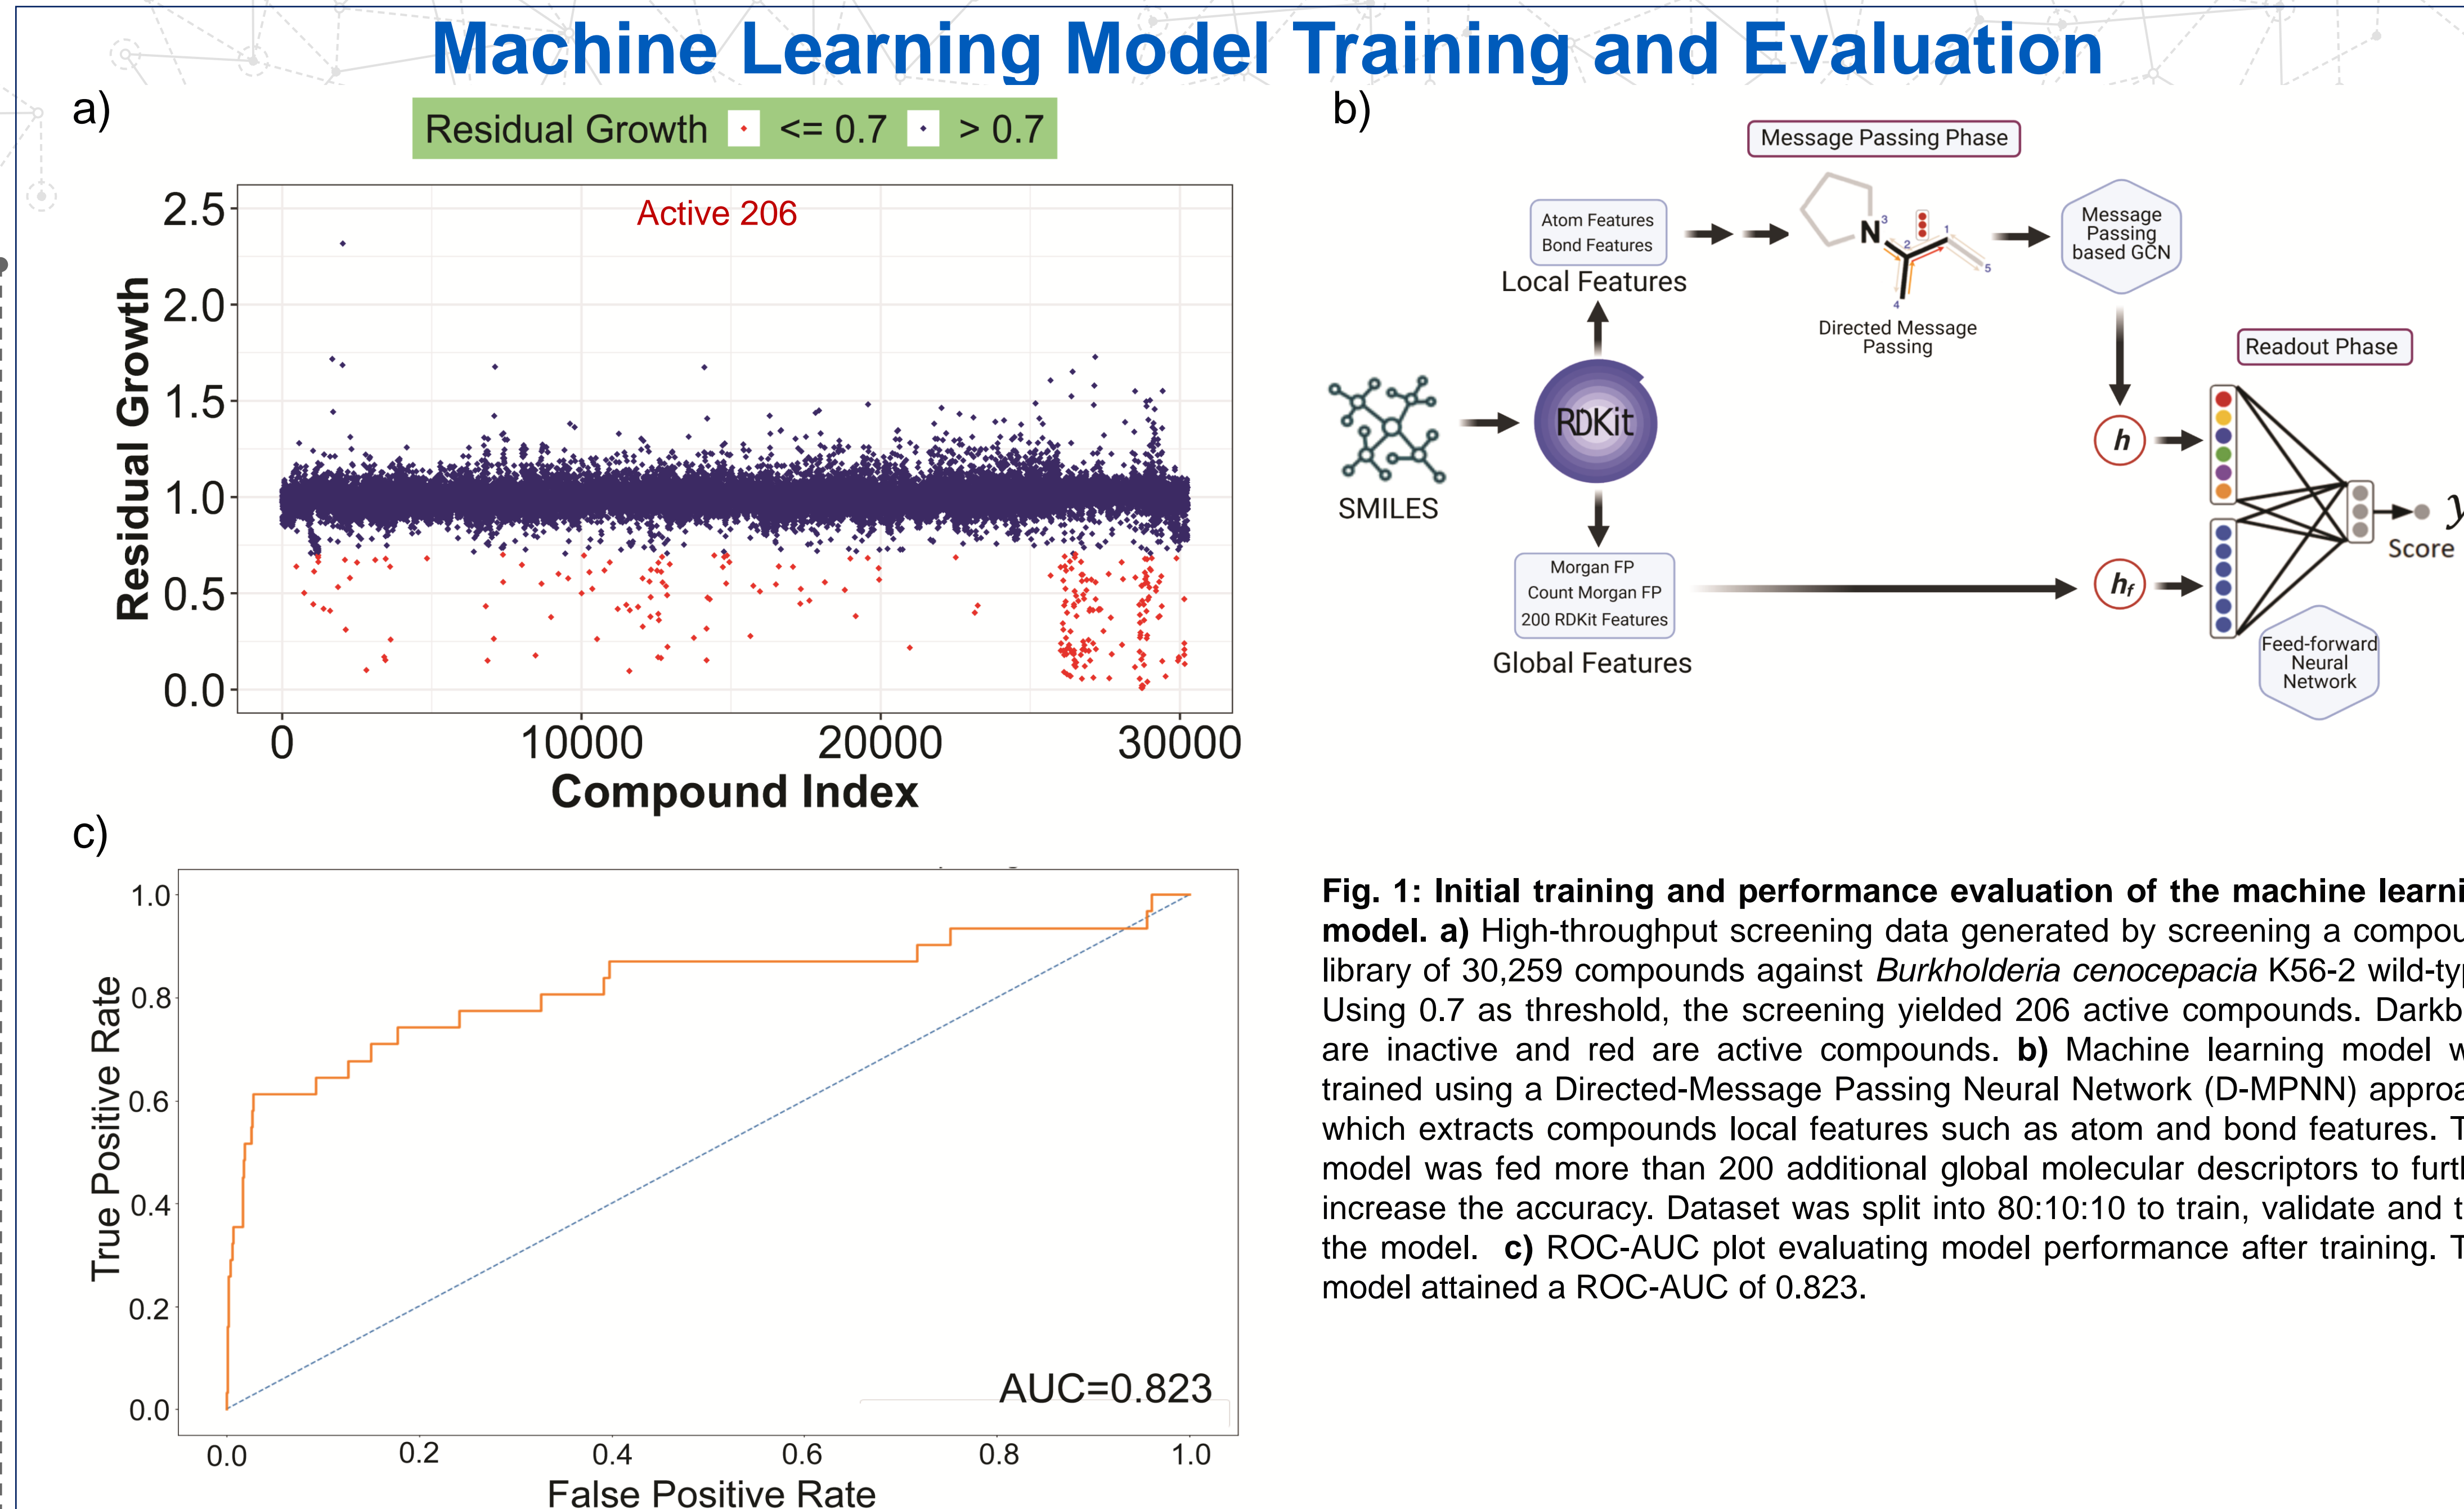 Machine Learning Model Training and Evaluation
a)
Residual Growth <= 0.7 > 0.7
Active 206
2.5
2.0
1.5
1.0
0.5
0.0
Residual Growth
0 10000 20000 30000
Compound Index
b)
Message Passing Phase
Atom Features
Bond Features
Local Features
N
1
2
3
4
5
Directed Message
Passing
Message
Passing
based GCN
Readout Phase
SMILES
RDKit
h
Score
Morgan FP
Count Morgan FP
200 RDKit Features
Global Features
hf
Feed-forward
Neural
Network
c)
1.0
0.8
0.6
0.4
0.2
0.0
True Positive Rate
AUC=0.823
0.0 0.2 0.4 0.6 0.8 1.0
False Positive Rate
Fig. 1: Initial training and performance evaluation of the machine
model. a) High-throughput screening data generated by screening a
library of 30,259 compounds against Burkholderia cenocepacia K56-2
Using 0.7 as threshold, the screening yielded 206 active compounds.
are inactive and red are active compounds. b) Machine learning model
trained using a Directed-Message Passing Neural Network (D-MPNN)
which extracts compounds local features such as atom and bond features.
model was fed more than 200 additional global molecular descriptors to
increase the accuracy. Dataset was split into 80:10:10 to train, validate and
the model. c) ROC-AUC plot evaluating model performance after training.
model attained a ROC-AUC of 0.823.